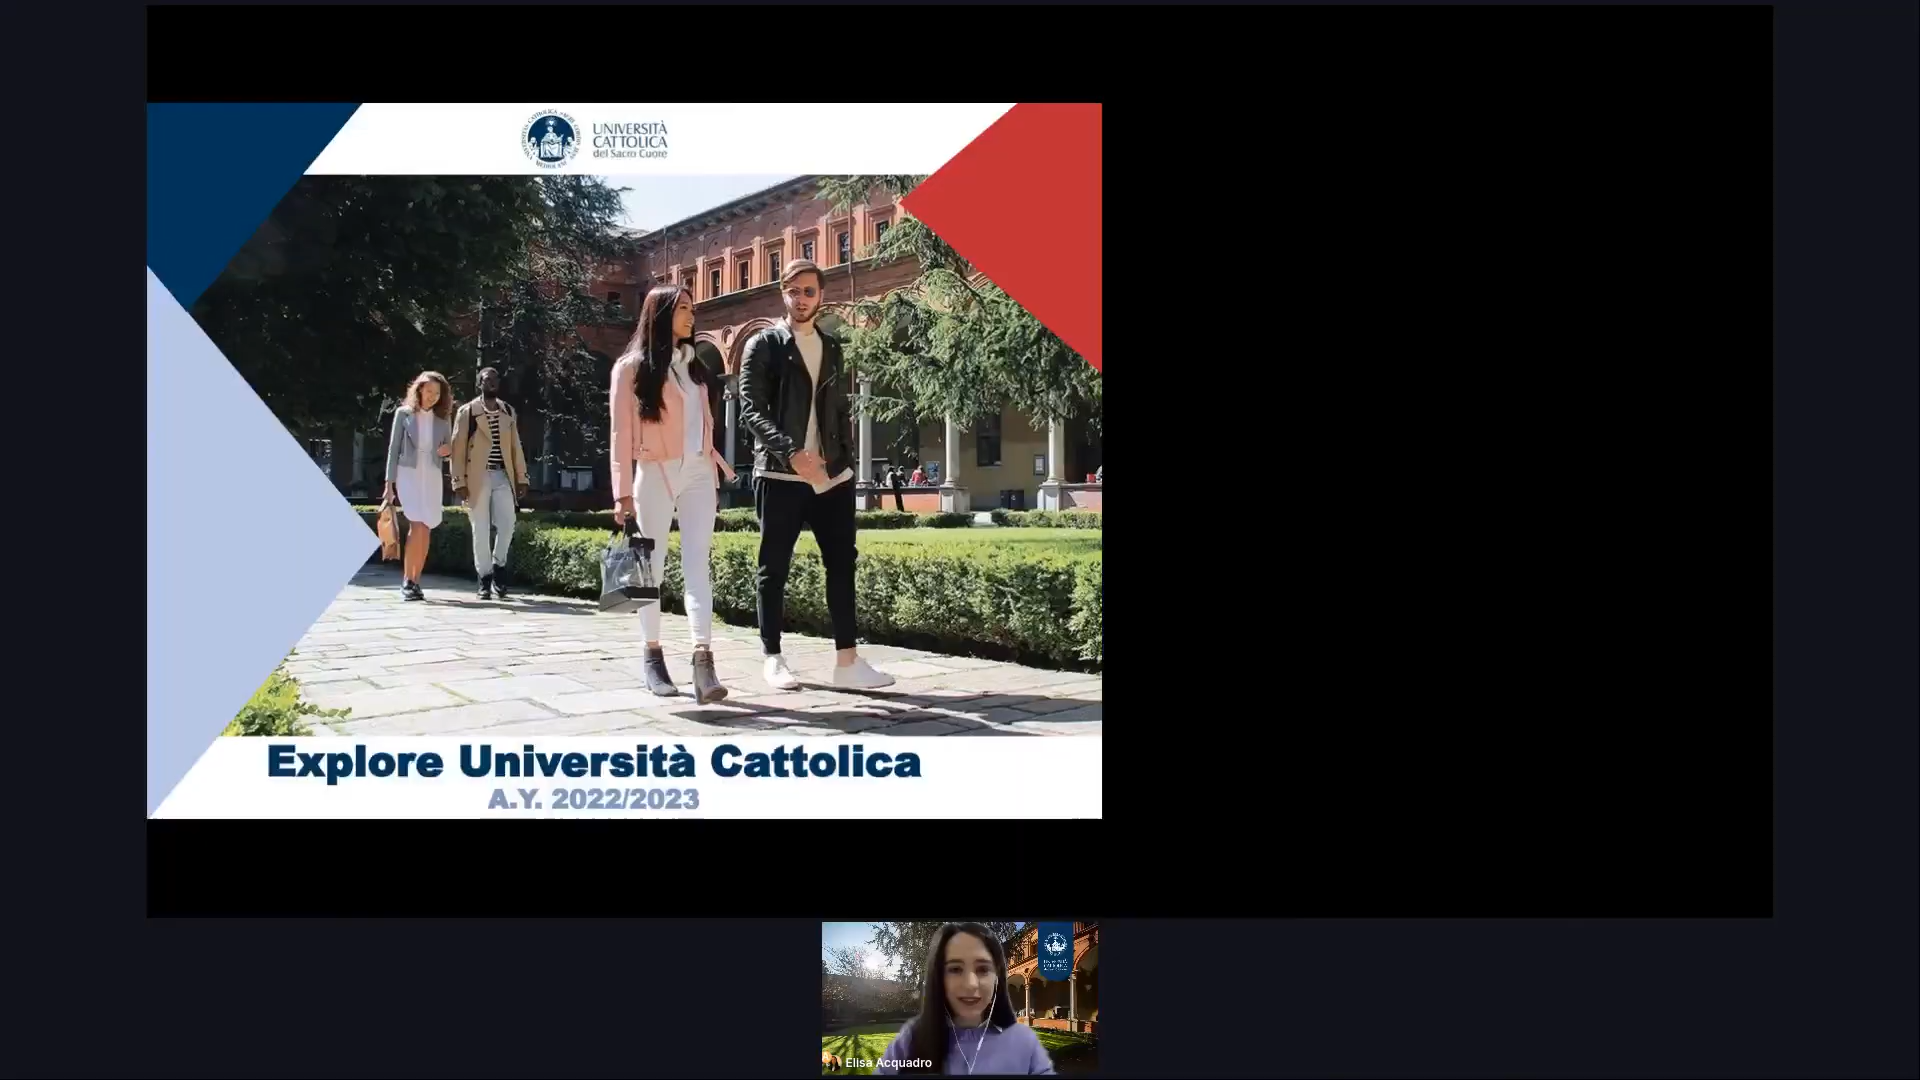 UNIVERSITÀ
CATTOLICA
del Sacro Cuore
Explore Università Cattolica
A.Y. 2022/2023
Elisa Acquadro